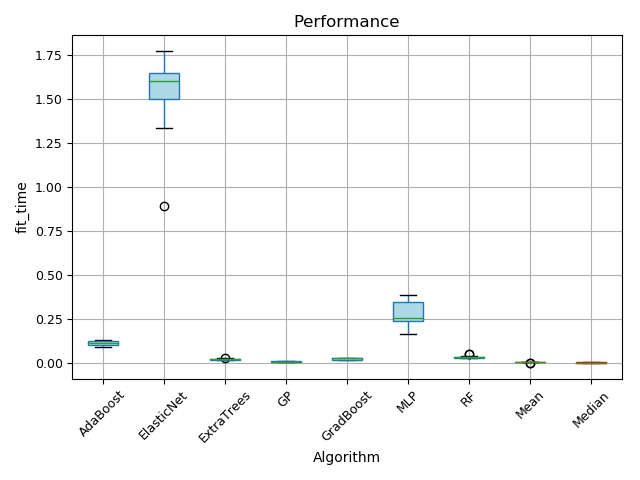 Performance
1.75
1.50
1.25
1.00
0.75
0.50
0.25
0.00
fit_time
AdaBoost
ElasticNet
ExtraTrees
GP
GradBoost
MLP
RF
Mean
Median
Algorithm